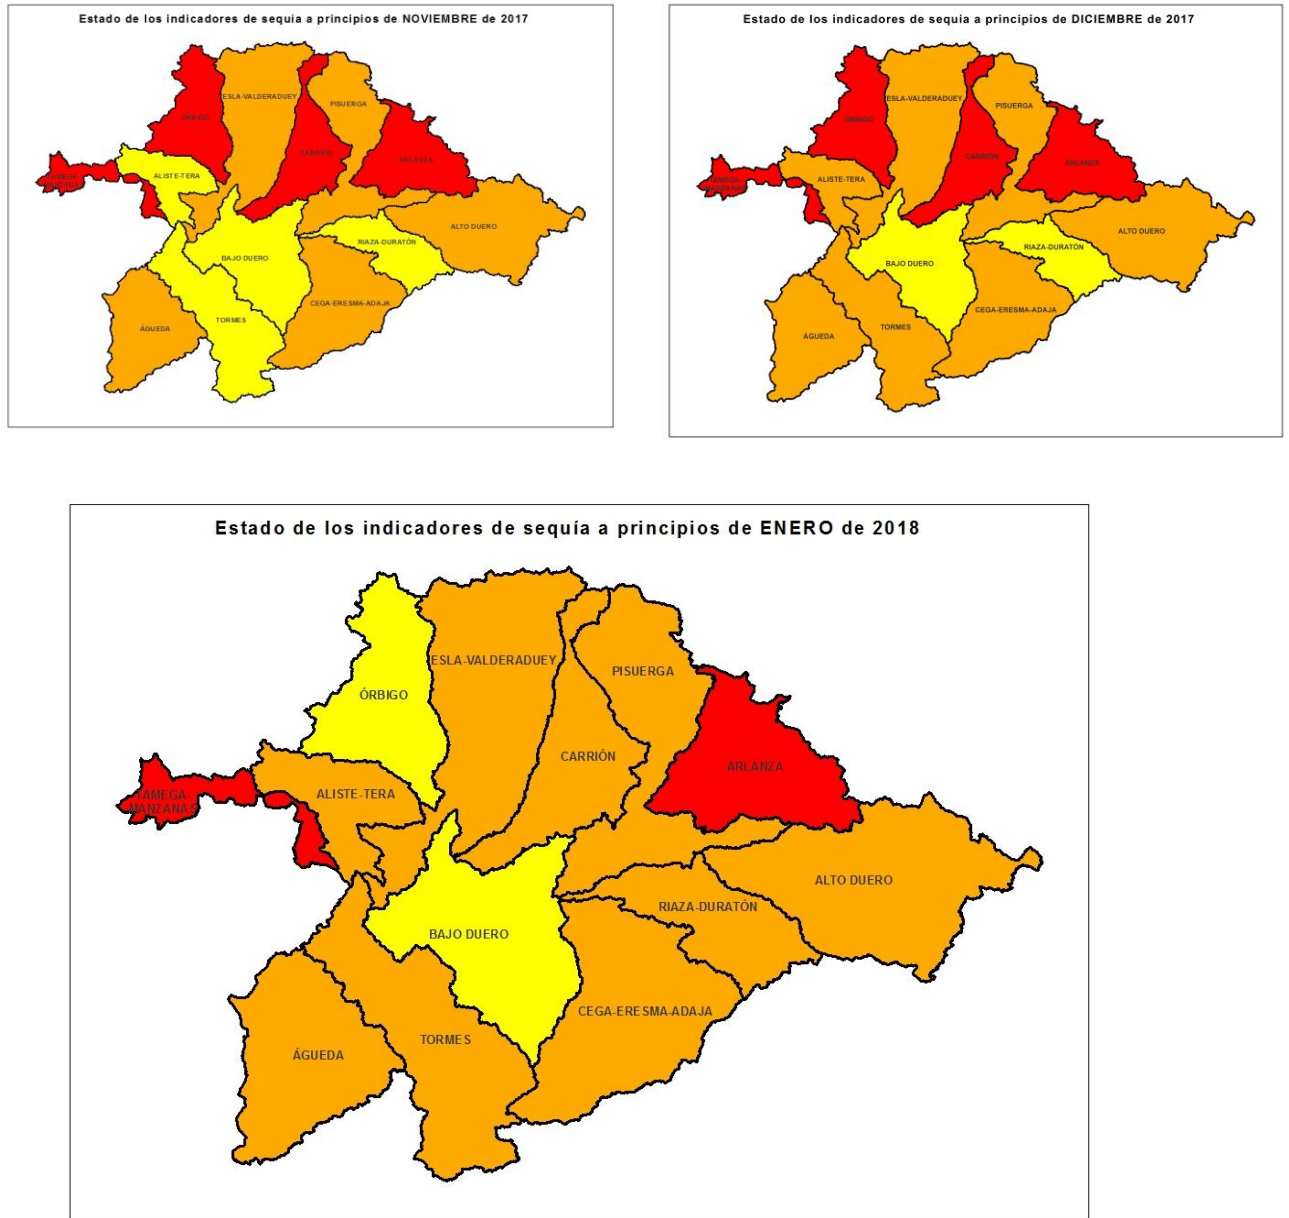 Estado de los indicadores de sequía a principios de NOVIEMBRE de 2017
ESLA-VALDERADUEY
PISUERGA
ÓRBIGO
CARRIÓN
ARLANZA
ALISTE-TERA
TÁMEGA-
MANZANAS
ALTO DUERO
RIAZA-DURATÓN
BAJO DUERO
CEGA-ERESMA-ADAJA
TORMES
ÁGUEDA
Estado de los indicadores de sequía a principios de DICIEMBRE de 2017
ESLA-VALDERADUEY
PISUERGA
ÓRBIGO
CARRIÓN
ARLANZA
ALISTE-TERA
TÁMEGA-
MANZANAS
ALTO DUERO
RIAZA-DURATÓN
BAJO DUERO
CEGA-ERESMA-ADAJA
TORMES
ÁGUEDA
Estado de los indicadores de sequía a principios de ENERO de 2018
ESLA-VALDERADUEY
PISUERGA
ÓRBIGO
CARRIÓN
ARLANZA
ALISTE-TERA
TÁMEGA-
MANZANAS
ALTO DUERO
RIAZA-DURATÓN
BAJO DUERO
CEGA-ERESMA-ADAJA
TORMES
ÁGUEDA